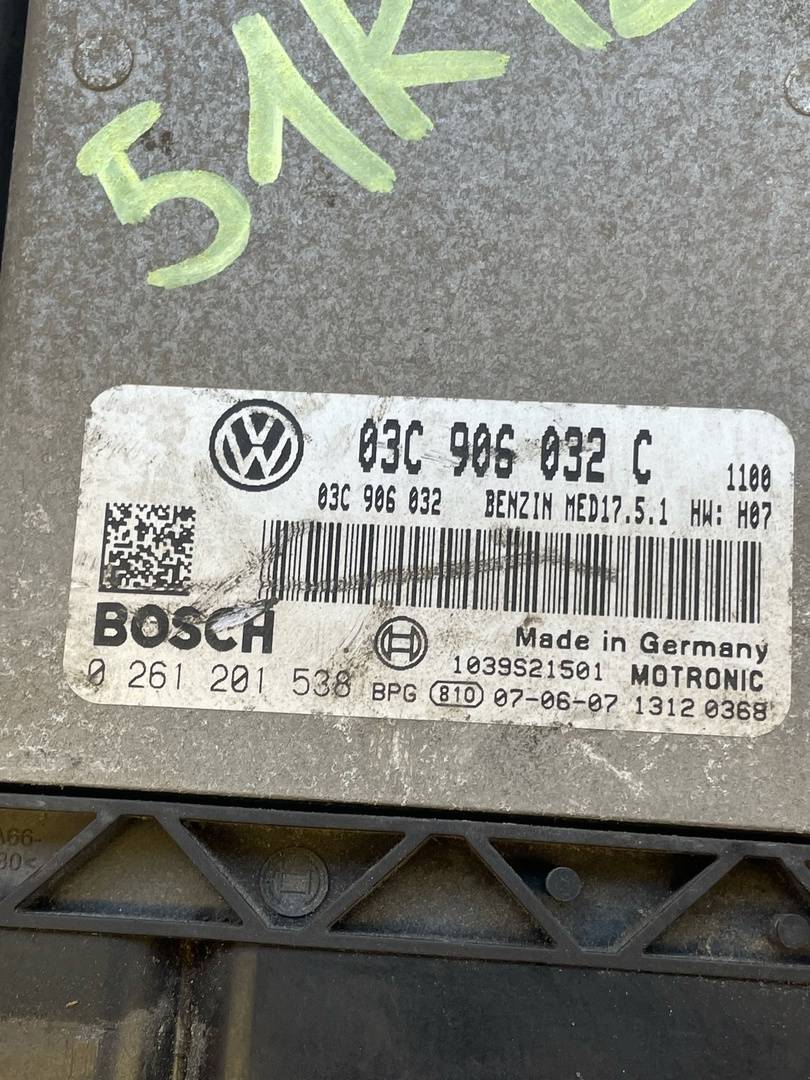 51R
03C 906 032 C
1100
03C 906 032 BENZIN MED17.5.1 HW: H07
BOSCH
Made in Germany
1039S21501 MOTRONIC
0 261 201 538 BPG 810 07-06-07 1312 0368